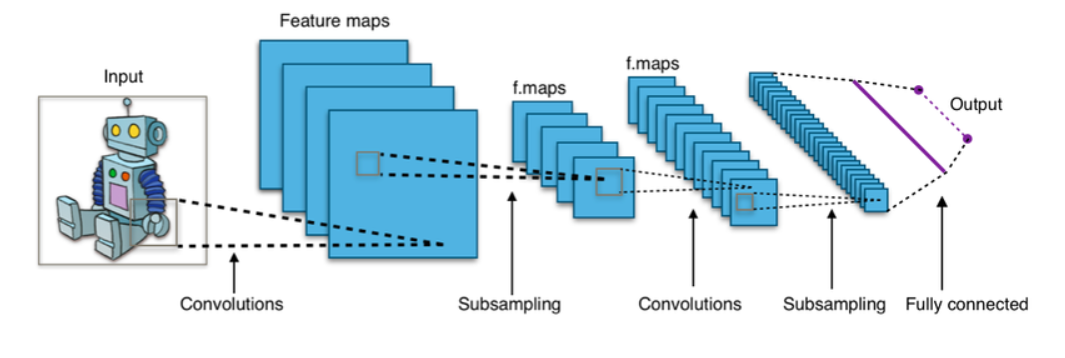 Feature maps
Input
f.maps
f.maps
Output
Convolutions
Subsampling
Convolutions
Subsampling
Fully connected